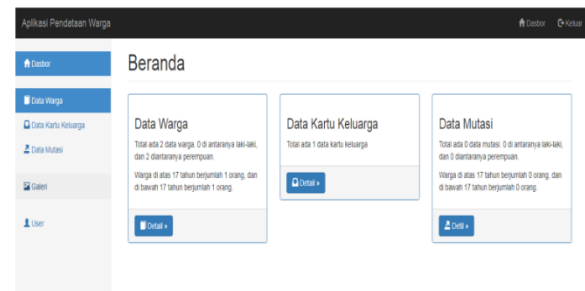 Aplikasi Pendataan Warga
Dasbor
Keluar
Dasbor
Data Warga
Data Kartu Keluarga
Data Mutasi
Galeri
User
Beranda
Data Warga
Total ada 2 data warga. 0 di antaranya laki-laki,
dan 2 diantaranya perempuan.
Warga di atas 17 tahun berjumlah 1 orang, dan
di bawah 17 tahun berjumlah 1 orang.
Detail »
Data Kartu Keluarga
Total ada 1 data kartu keluarga
Detail »
Data Mutasi
Total ada 0 data mutasi. 0 di antaranya laki-laki,
dan 0 diantaranya perempuan.
Warga di atas 17 tahun berjumlah 0 orang, dan
di bawah 17 tahun berjumlah 0 orang.
Detil »